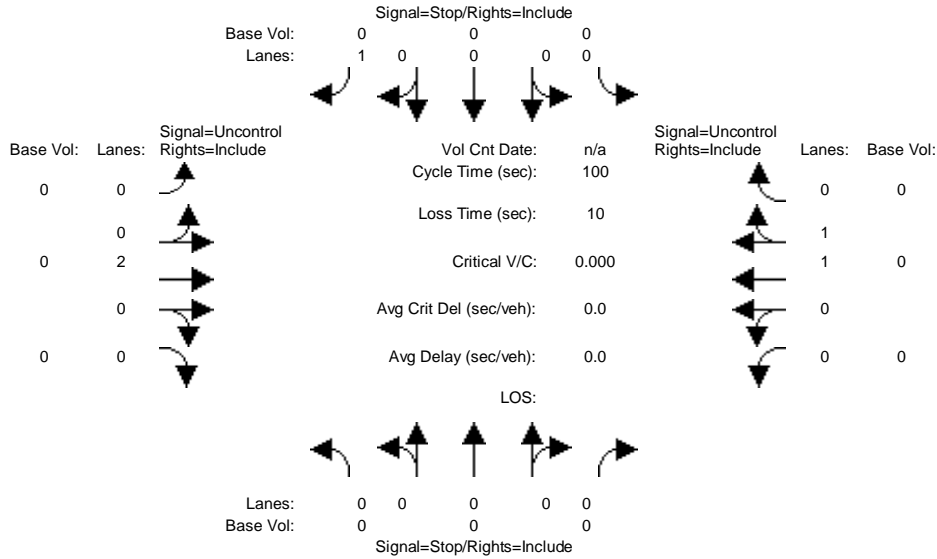 Signal=Stop/Rights=Include
Base Vol: 0 0 0
Lanes: 1 0 0 0 0
Signal=Uncontrol
Rights=Include
Base Vol: Lanes:
Vol Cnt Date: n/a
Signal=Uncontrol
Rights=Include
Lanes: Base Vol:
Cycle Time (sec): 100
0 0
0 0
Loss Time (sec): 10
0
1
0 2
Critical V/C: 0.000
1 0
0
Avg Crit Del (sec/veh): 0.0
0
0 0
Avg Delay (sec/veh): 0.0
0 0
LOS:
Lanes: 0 0 0 0 0
Base Vol: 0 0 0
Signal=Stop/Rights=Include